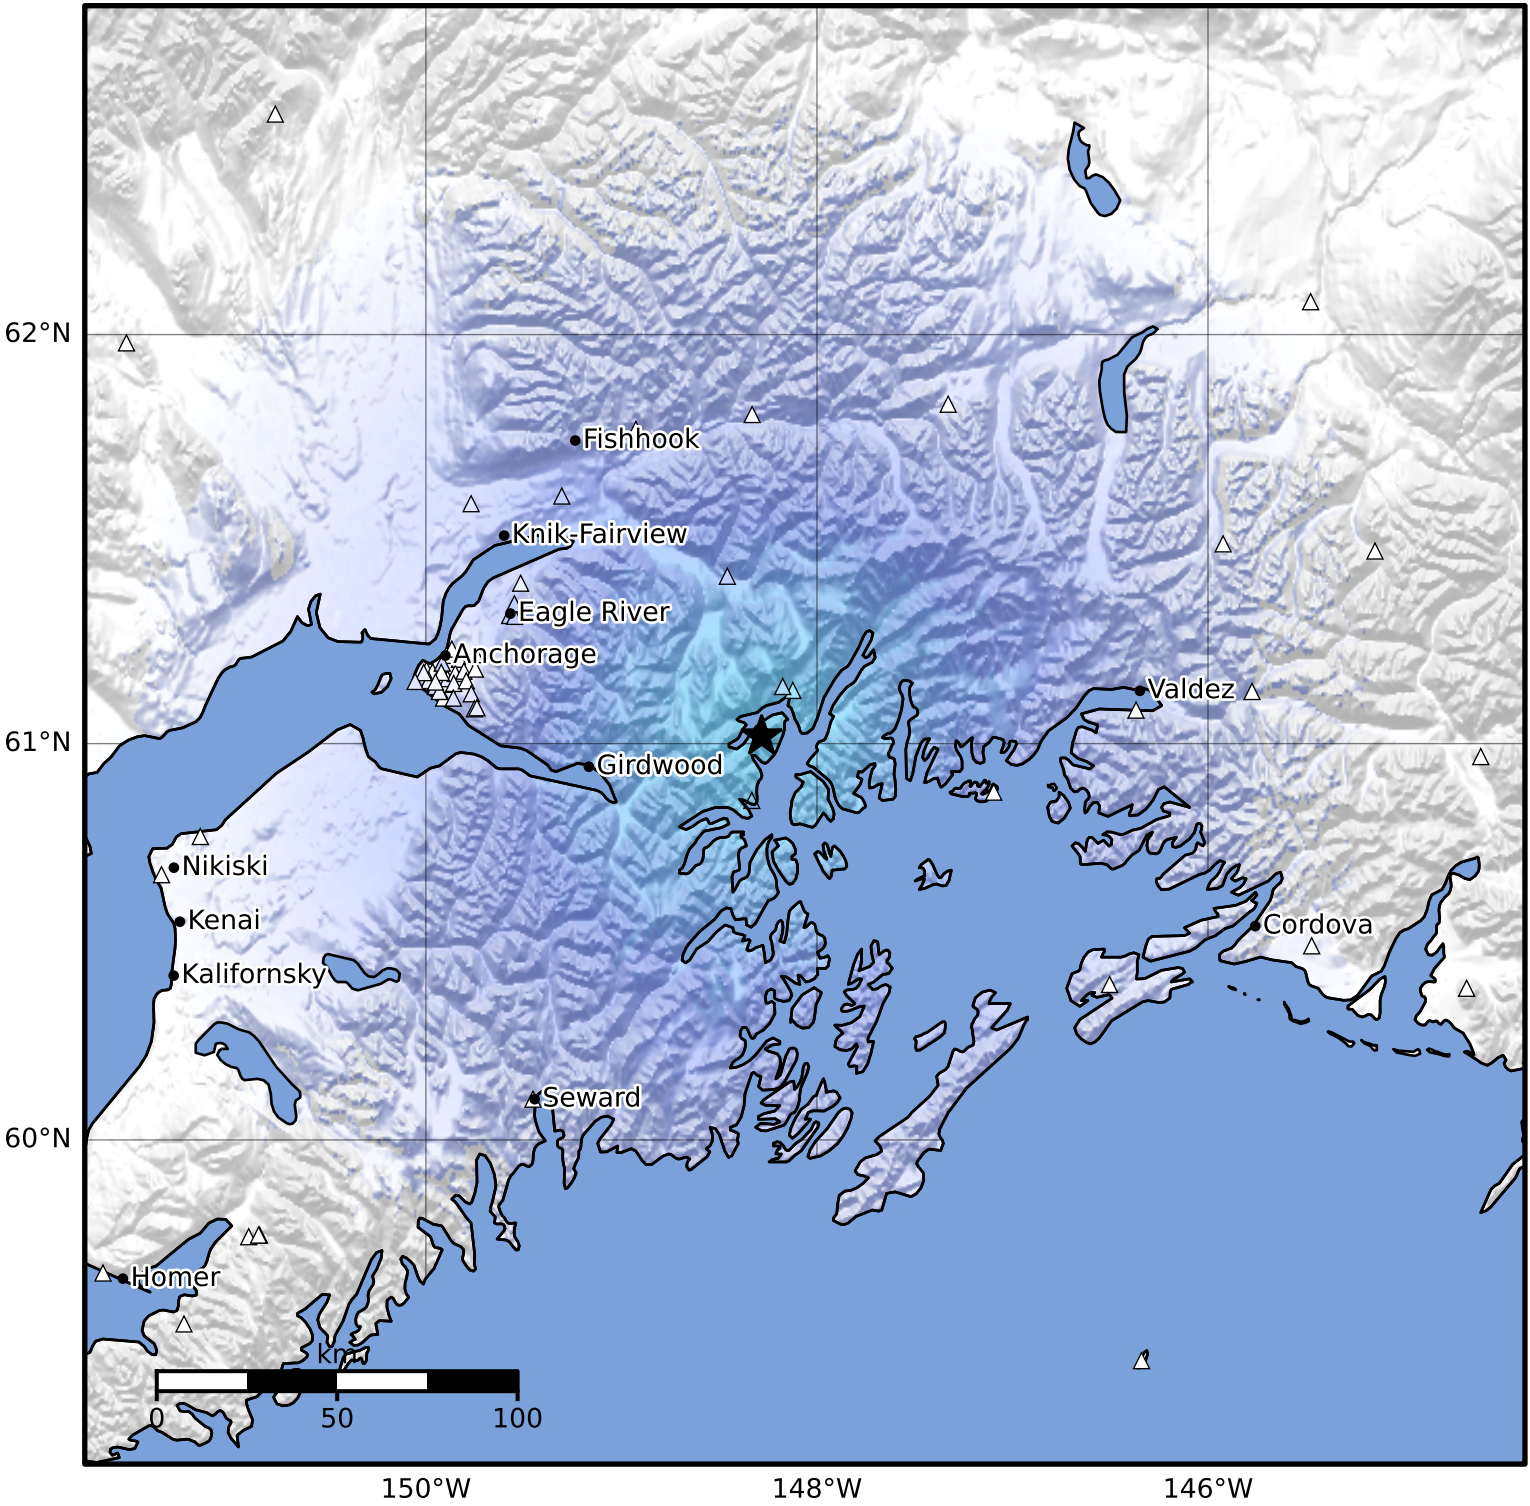 62°N
Fishhook
Knik-Fairview
Eagle River
Anchorage
Valdez
61°N
Girdwood
Nikiski
Kenai
Cordova
Kalifornsky
Seward
60°N
Homer
km
0 50 100
150°W 148°W 146°W